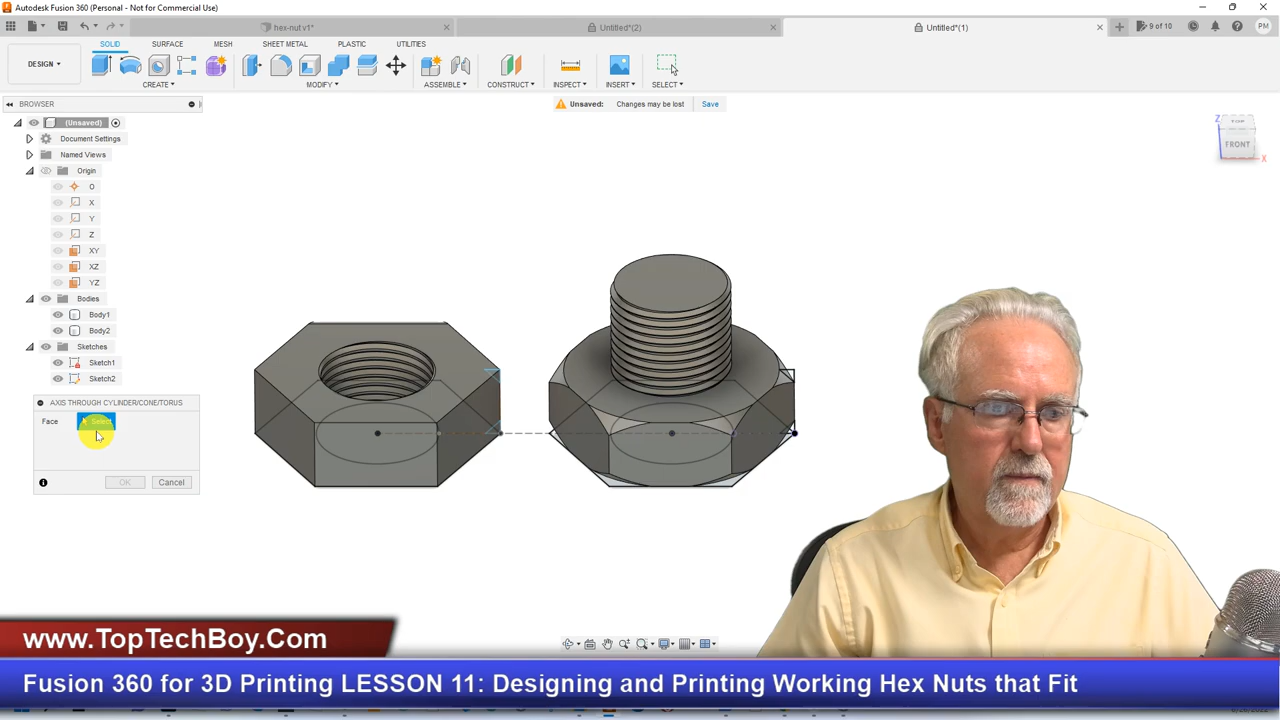 Autodesk Fusion 360 (Personal - Not for Commercial Use)
hex-nut v1*
Untitled*(2)
Untitled*(1)
9 of 10
PM
SOLID
SURFACE
MESH
SHEET METAL
PLASTIC
UTILITIES
DESIGN
CREATE
MODIFY
ASSEMBLE
CONSTRUCT
INSPECT
INSERT
SELECT
BROWSER
Unsaved: Changes may be lost
Save
(Unsaved)
Document Settings
Named Views
Origin
O
X
Y
Z
XY
XZ
YZ
Bodies
Body1
Body2
Sketches
Sketch1
Sketch2
AXIS THROUGH CYLINDER/CONE/TORUS
Face
Select
OK
Cancel
Z
TOP
FRONT
X
www.TopTechBoy.Com
Fusion 360 for 3D Printing LESSON 11: Designing and Printing Working Hex Nuts that Fit